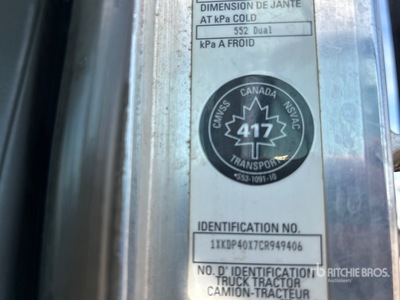 DIMENSION DE JANTE
AT kPa COLD
552 Dual
kPa A FROID
CMVSS CANADA NSVAC
417
TRANSPORT
IDENTIFICATION NO.
1XKDP40X7CR949406
NO. D' IDENTIFICATION
TRUCK TRACTOR
CAMION-TRACTEUR
RITCHIE BROS.